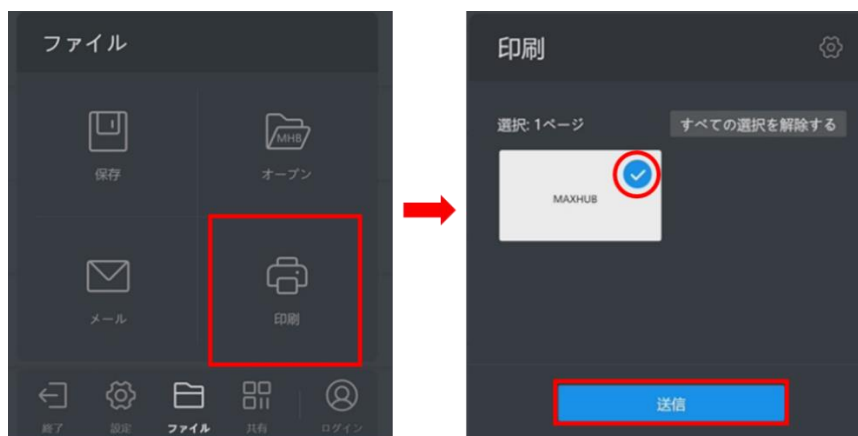 ファイル
保存
MHB
オープン
メール
印刷
終了
設定
ファイル
共有
ログイン
印刷
選択: 1ページ
すべての選択を解除する
MAXHUB
送信